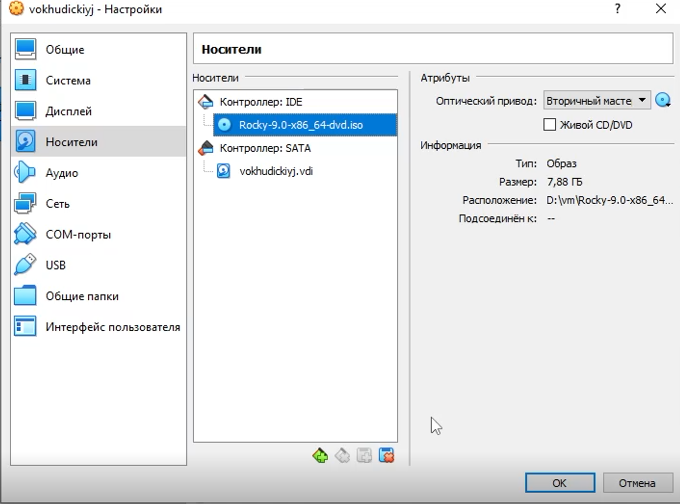 vokhudickiyj - Настройки
?
Общие
Система
Дисплей
Носители
Аудио
Сеть
COM-порты
USB
Общие папки
Интерфейс пользователя
Носители
Носители
Контроллер: IDE
Rocky-9.0-x86_64-dvd.iso
Контроллер: SATA
vokhudickiyj.vdi
Атрибуты
Оптический привод: Вторичный масте
Живой CD/DVD
Информация
Тип: Образ
Размер: 7,88 ГБ
Расположение: D:\vm\Rocky-9.0-x86_64...
Подсоединён к: --
OK
Отмена